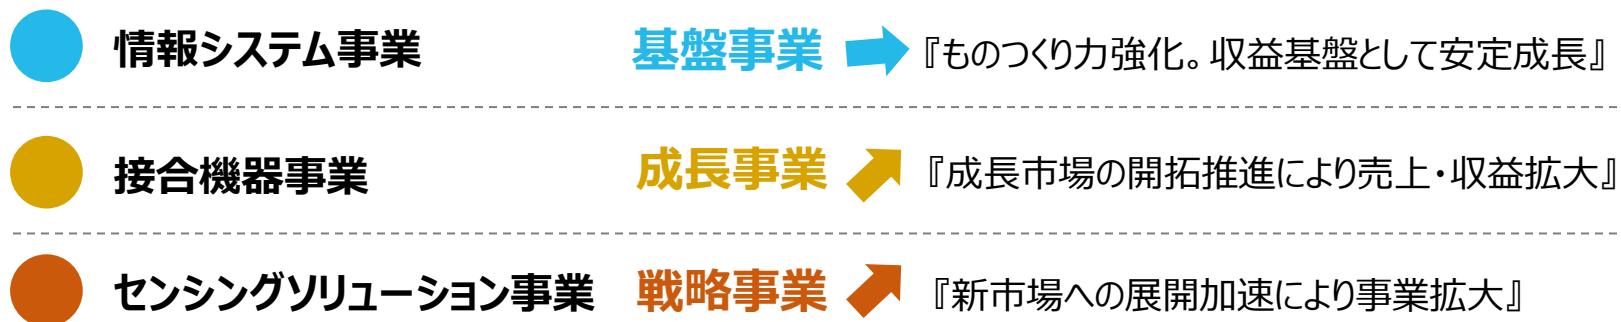 情報システム事業 基盤事業 『ものつくり力強化。収益基盤として安定成長』
接合機器事業 成長事業 『成長市場の開拓推進により売上・収益拡大』
センシングソリューション事業 戦略事業 『新市場への展開加速により事業拡大』